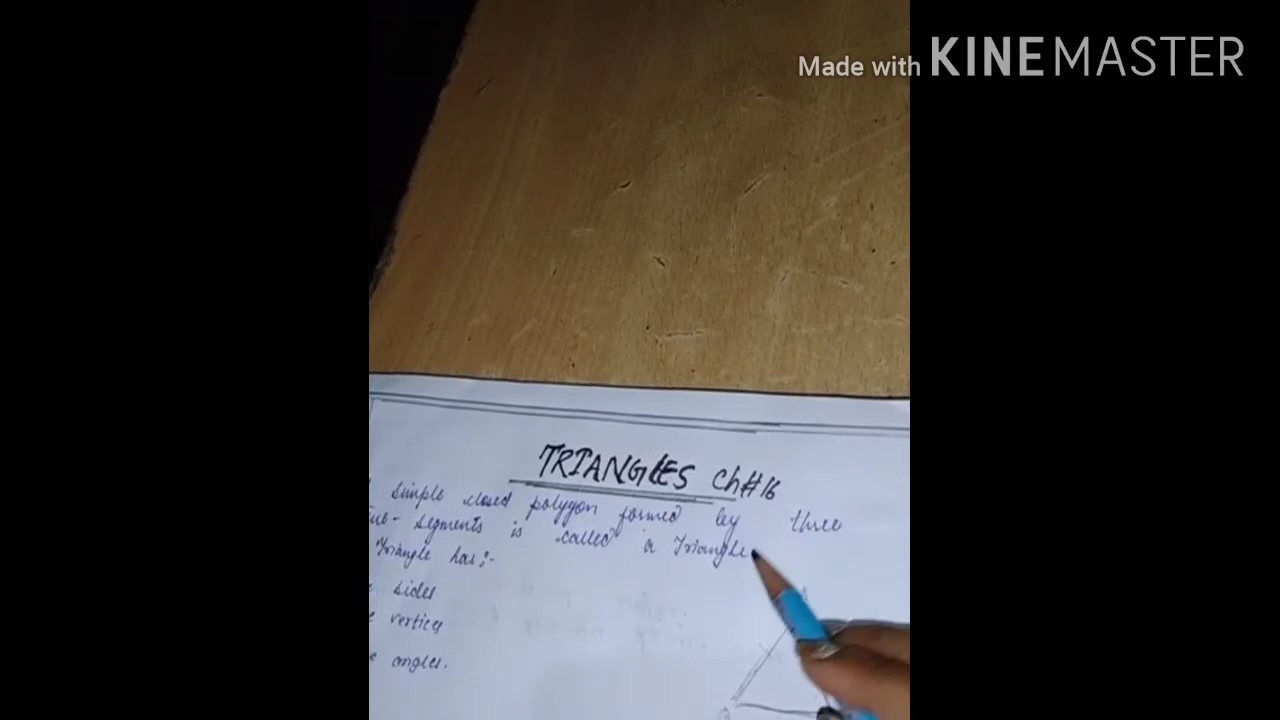 Made with KINEMASTER
TRIANGLES Ch#16
simple closed polygon formed by three
segments is called a Triangle
Triangle has:-
sides
vertices
angles.